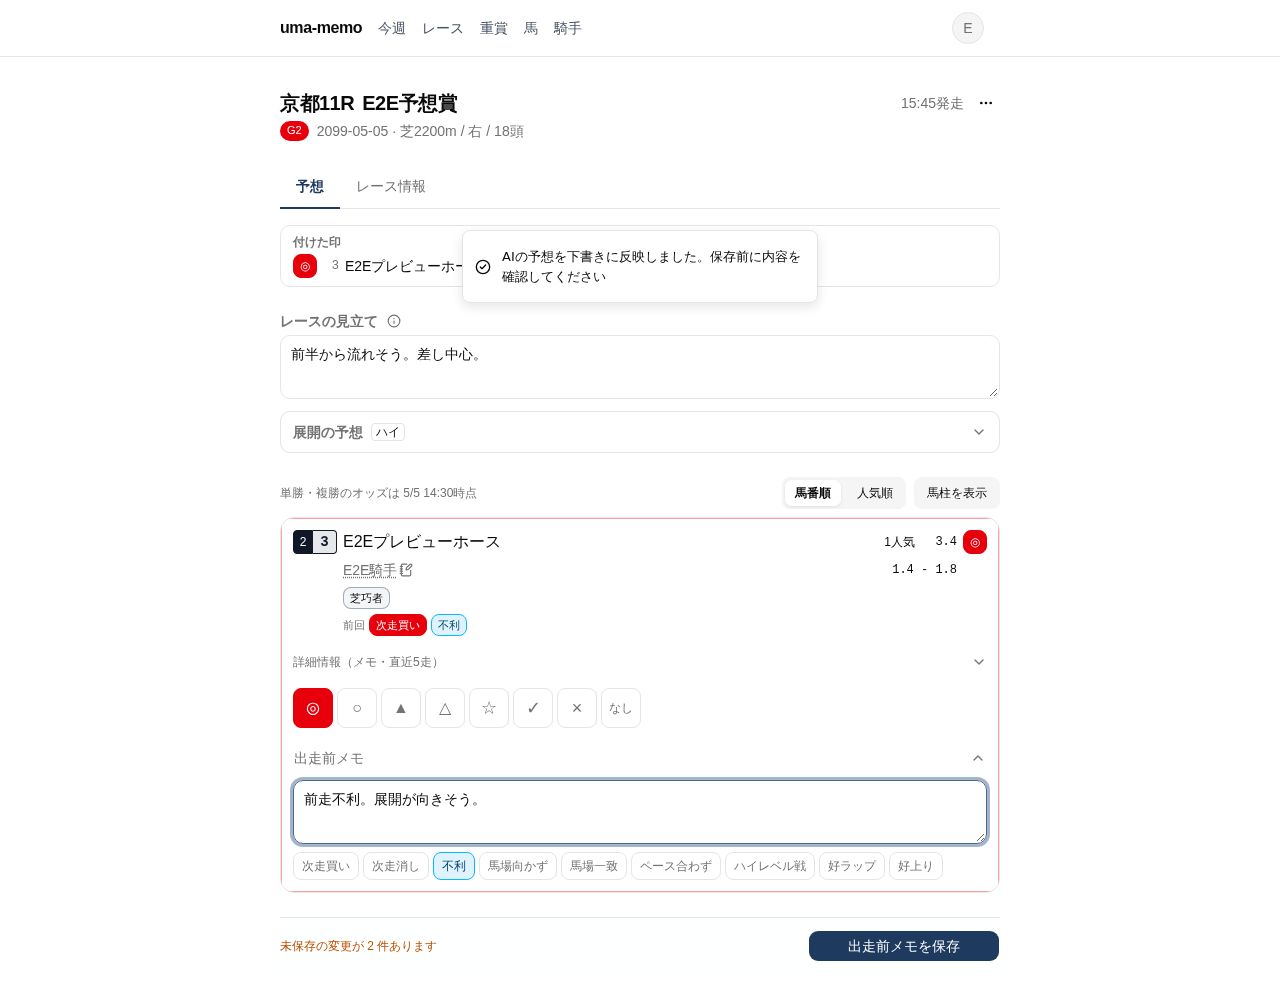 uma-memo 今週 レース 重賞 馬 騎手 E
京都11R E2E予想賞 15:45発走 …
G2 2099-05-05 · 芝2200m / 右 / 18頭
予想 レース情報
付けた印
◎ 3 E2Eプレビューホー
AIの予想を下書きに反映しました。保存前に内容を
確認してください
レースの見立て
前半から流れそう。差し中心。
展開の予想 ハイ
単勝・複勝のオッズは 5/5 14:30時点 馬番順 人気順 馬柱を表示
2 3 E2Eプレビューホース 1人気 3.4 ◎
E2E騎手 1.4 - 1.8
芝巧者
前回 次走買い 不利
詳細情報（メモ・直近5走）
◎ ○ ▲ △ ☆ ✓ × なし
出走前メモ
前走不利。展開が向きそう。
次走買い 次走消し 不利 馬場向かず 馬場一致 ペース合わず ハイレベル戦 好ラップ 好上り
未保存の変更が 2 件あります 出走前メモを保存